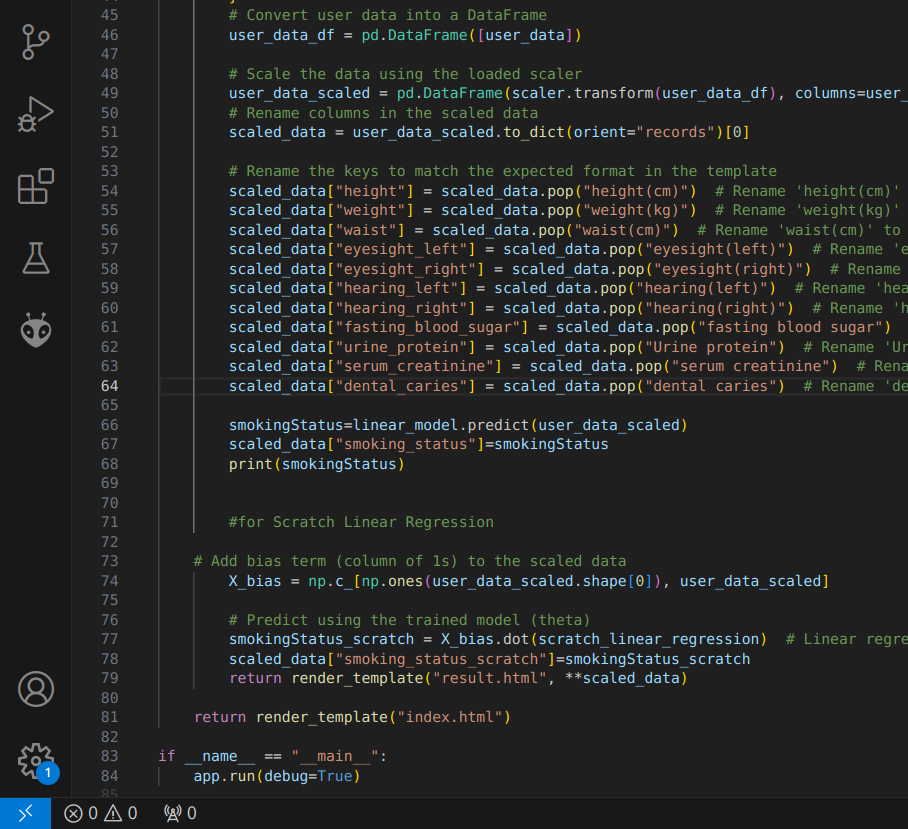 45 # Convert user data into a DataFrame
46 user_data_df = pd.DataFrame([user_data])
47
48 # Scale the data using the loaded scaler
49 user_data_scaled = pd.DataFrame(scaler.transform(user_data_df), columns=user_
50 # Rename columns in the scaled data
51 scaled_data = user_data_scaled.to_dict(orient="records")[0]
52
53 # Rename the keys to match the expected format in the template
54 scaled_data["height"] = scaled_data.pop("height(cm)")  # Rename 'height(cm)'
55 scaled_data["weight"] = scaled_data.pop("weight(kg)")  # Rename 'weight(kg)'
56 scaled_data["waist"] = scaled_data.pop("waist(cm)")  # Rename 'waist(cm)' to
57 scaled_data["eyesight_left"] = scaled_data.pop("eyesight(left)")  # Rename 'e
58 scaled_data["eyesight_right"] = scaled_data.pop("eyesight(right)")  # Rename
59 scaled_data["hearing_left"] = scaled_data.pop("hearing(left)")  # Rename 'hea
60 scaled_data["hearing_right"] = scaled_data.pop("hearing(right)")  # Rename 'h
61 scaled_data["fasting_blood_sugar"] = scaled_data.pop("fasting blood sugar")
62 scaled_data["urine_protein"] = scaled_data.pop("Urine protein")  # Rename 'Ur
63 scaled_data["serum_creatinine"] = scaled_data.pop("serum creatinine")  # Rena
64 scaled_data["dental_caries"] = scaled_data.pop("dental caries")  # Rename 'de
65
66 smokingStatus=linear_model.predict(user_data_scaled)
67 scaled_data["smoking_status"]=smokingStatus
68 print(smokingStatus)
69
70
71 #for Scratch Linear Regression
72
73 # Add bias term (column of 1s) to the scaled data
74 X_bias = np.c_[np.ones(user_data_scaled.shape[0]), user_data_scaled]
75
76 # Predict using the trained model (theta)
77 smokingStatus_scratch = X_bias.dot(scratch_linear_regression)  # Linear regre
78 scaled_data["smoking_status_scratch"]=smokingStatus_scratch
79 return render_template("result.html", **scaled_data)
80
81 return render_template("index.html")
82
83 if __name__ == "__main__":
84 app.run(debug=True)
85
1
0 0 0